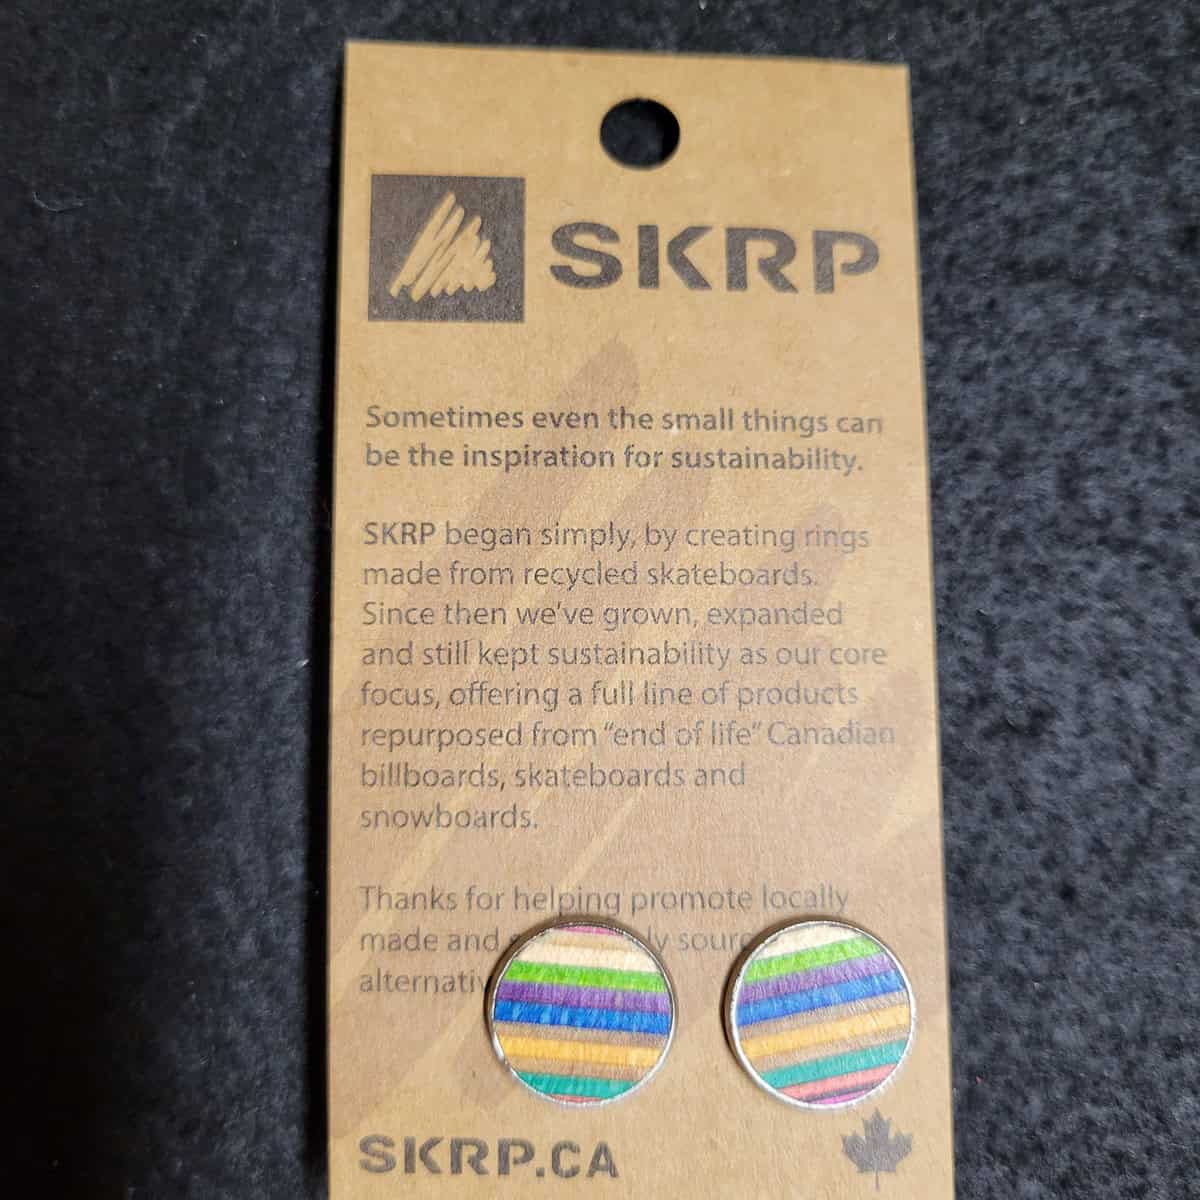 SKRP
Sometimes even the small things can
be the inspiration for sustainability.
SKRP began simply, by creating rings
made from recycled skateboards.
Since then we've grown, expanded
and still kept sustainability as our core
focus, offering a full line of products
repurposed from "end of life" Canadian
billboards, skateboards and
snowboards.
Thanks for helping promote locally
made and
SKRP.CA